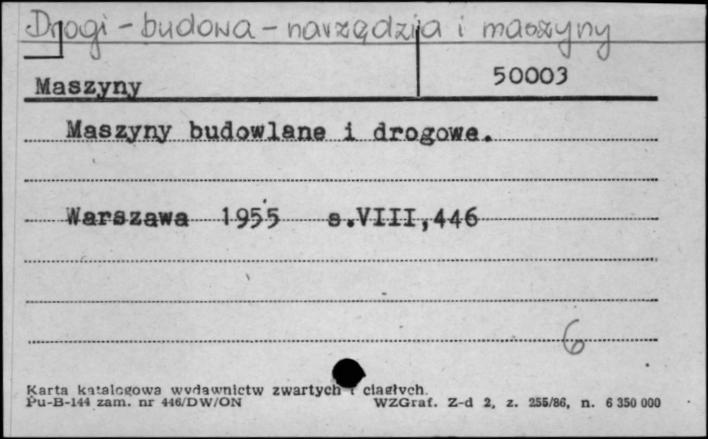 Drogi - budowa - narzędzia i maszyny
50003
Maszyny
Maszyny budowlane i drogowe.
Warszawa 1955 s.VIII,446
6
Karta katalogowa wydawnictw zwartych i ciągłych.
Pu-B-144 zam. nr 446/DW/ON WZGraf. Z-d 2, z. 255/86, n. 6 350 000